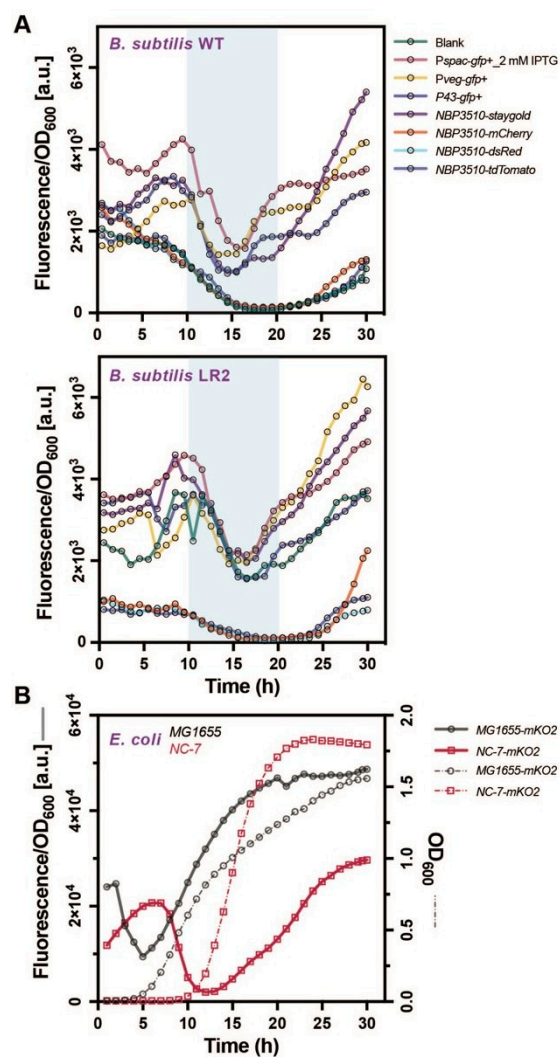 A
B. subtilis WT
Fluorescence/OD600 [a.u.]
6×10³
4×10³
2×10³
0
0 5 10 15 20 25 30
Blank
Pspac-gfp+_2 mM IPTG
Pveg-gfp+
P43-gfp+
NBP3510-staygold
NBP3510-mCherry
NBP3510-dsRed
NBP3510-tdTomato
B. subtilis LR2
Fluorescence/OD600 [a.u.]
6×10³
4×10³
2×10³
0
0 5 10 15 20 25 30
Time (h)
B
E. coli
MG1655
NC-7
Fluorescence/OD600 [a.u.]
6×10⁴
4×10⁴
2×10⁴
0
2.0
1.5
1.0
0.5
0.0
OD600
0 5 10 15 20 25 30
Time (h)
MG1655-mKO2
NC-7-mKO2
MG1655-mKO2
NC-7-mKO2